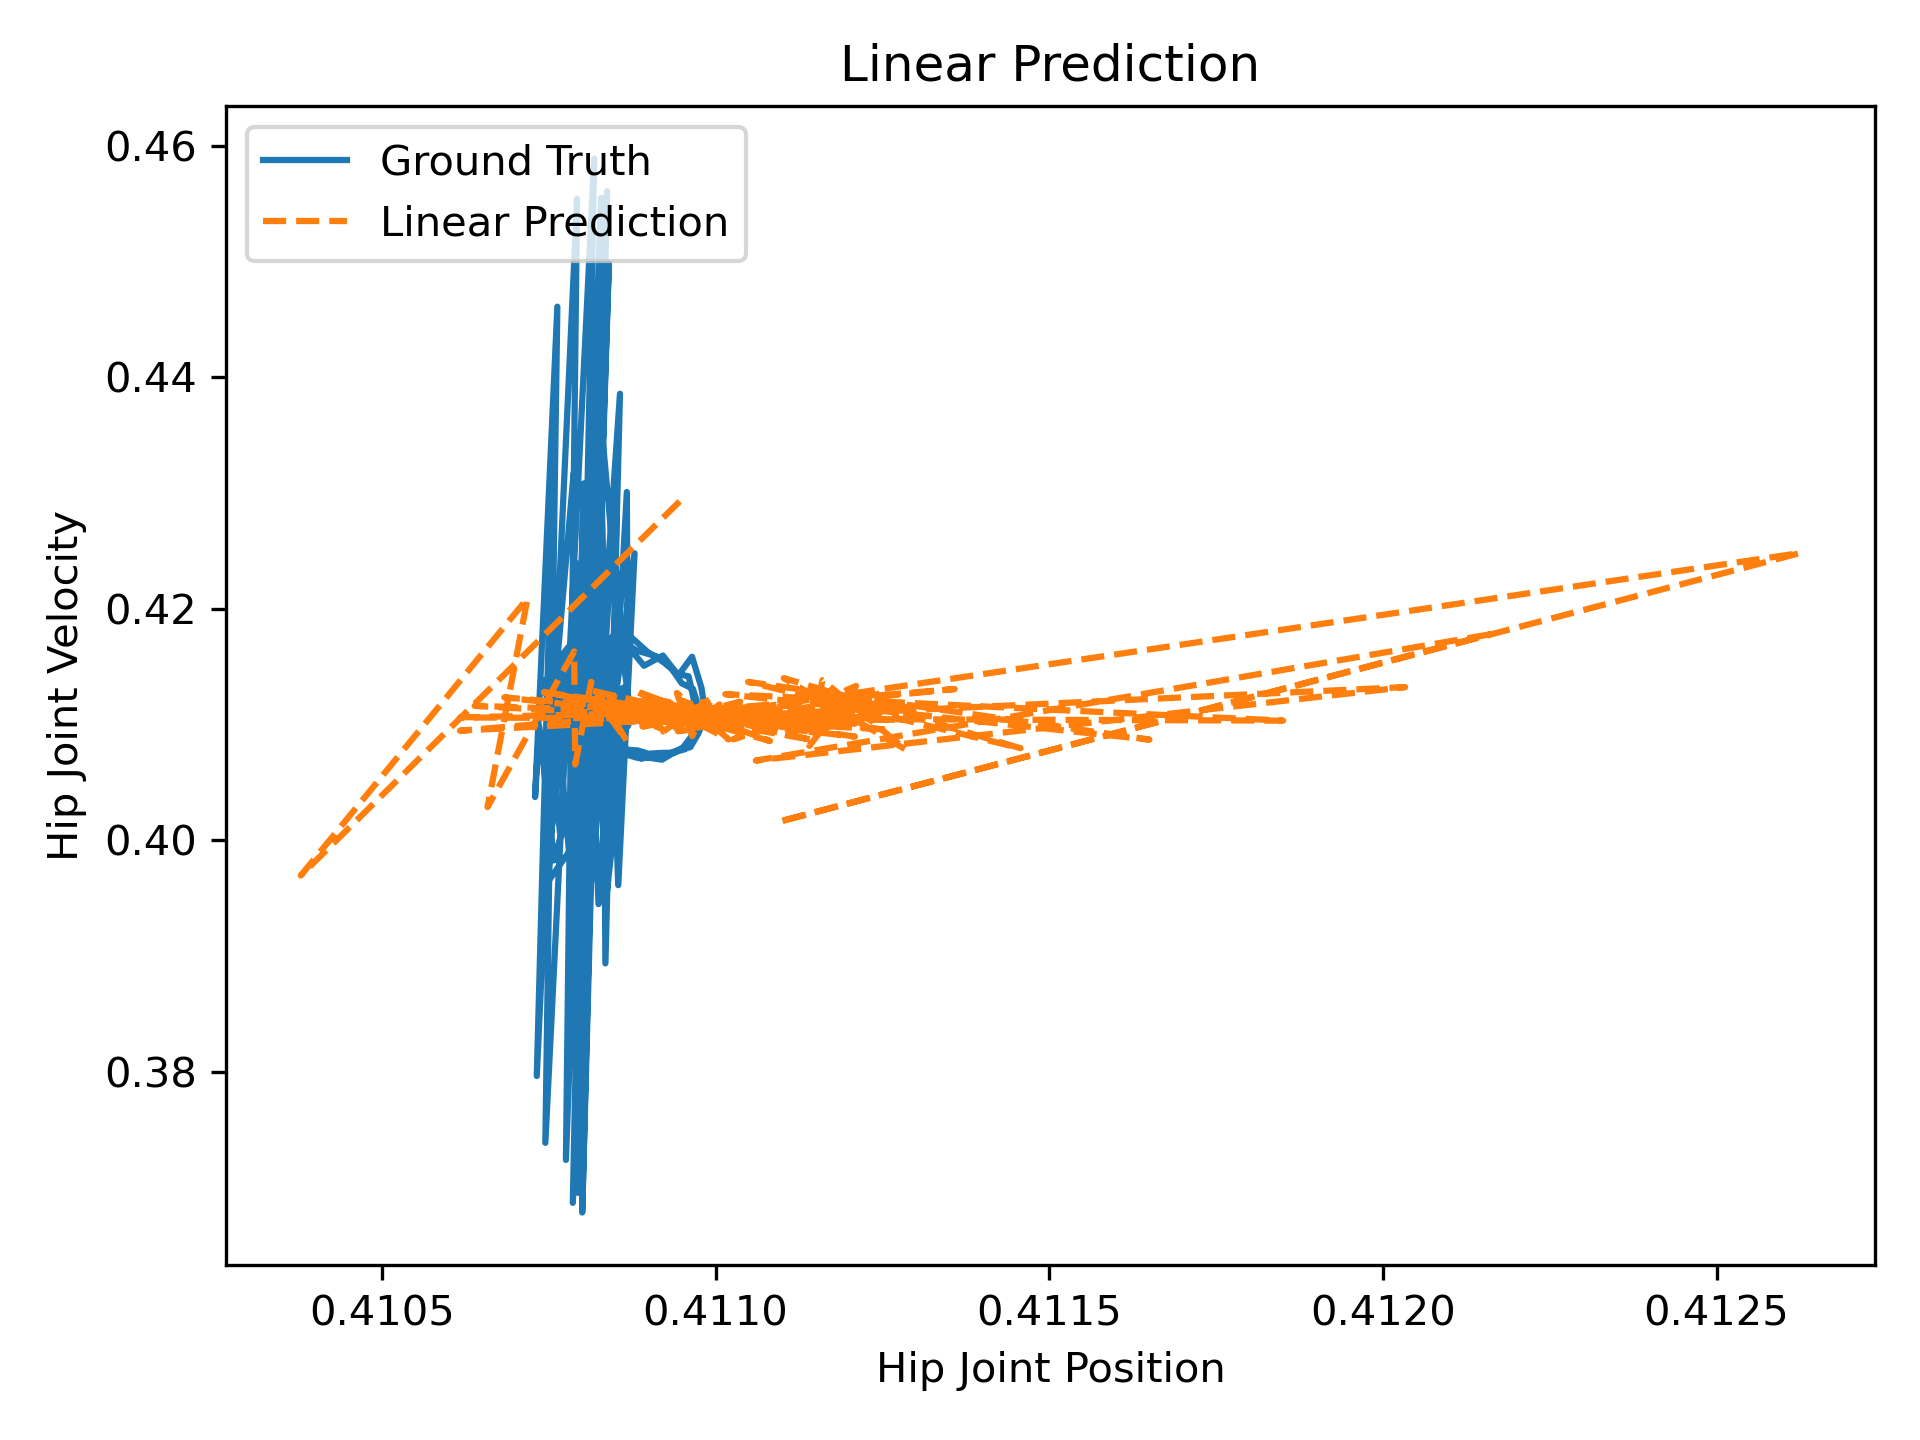 Linear Prediction
Ground Truth
Linear Prediction
0.46
0.44
0.42
0.40
0.38
Hip Joint Velocity
0.4105 0.4110 0.4115 0.4120 0.4125
Hip Joint Position